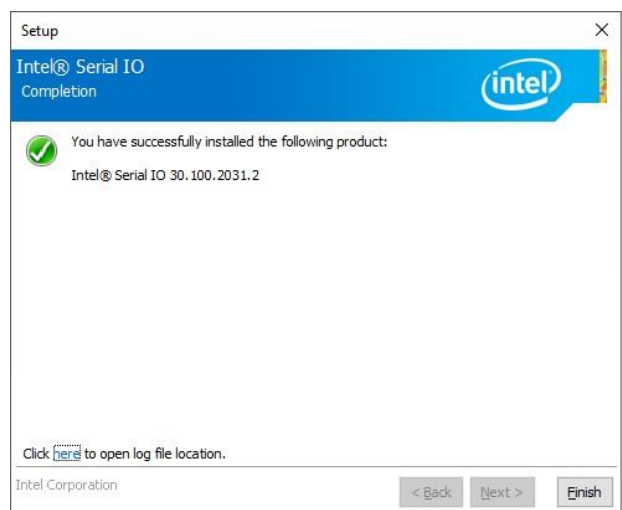 Setup
Intel® Serial IO
Completion
intel
You have successfully installed the following product:
Intel® Serial IO 30.100.2031.2
Click here to open log file location.
Intel Corporation
< Back Next > Finish